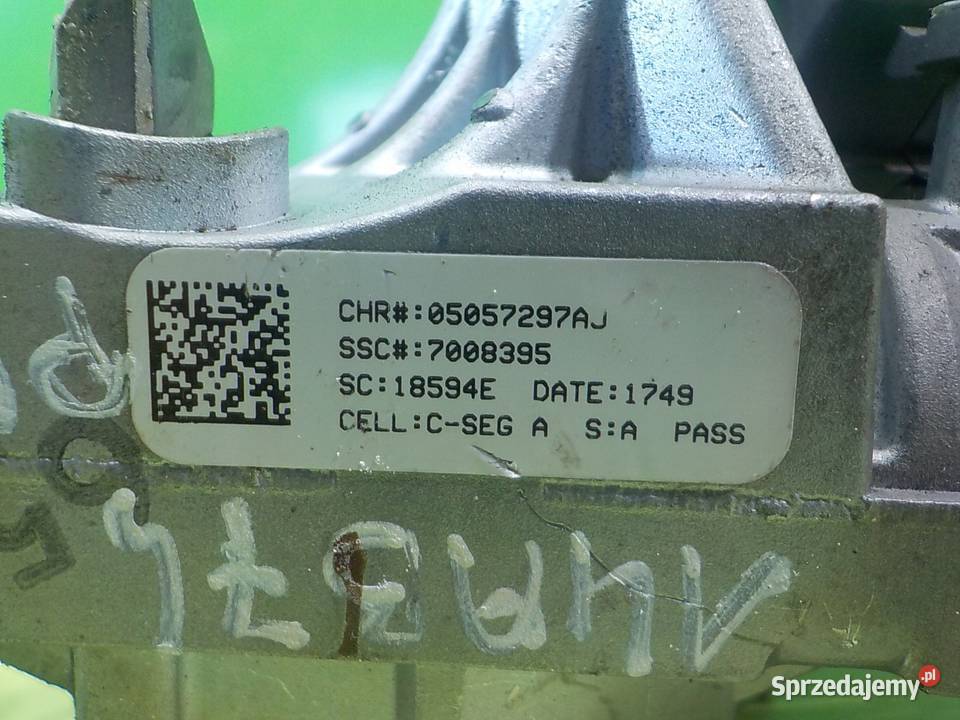 CHR#:05057297AJ
SSC#:7008395
SC:18594E DATE:1749
CELL:C-SEG A S:A PASS
Sprzedajemy.pl